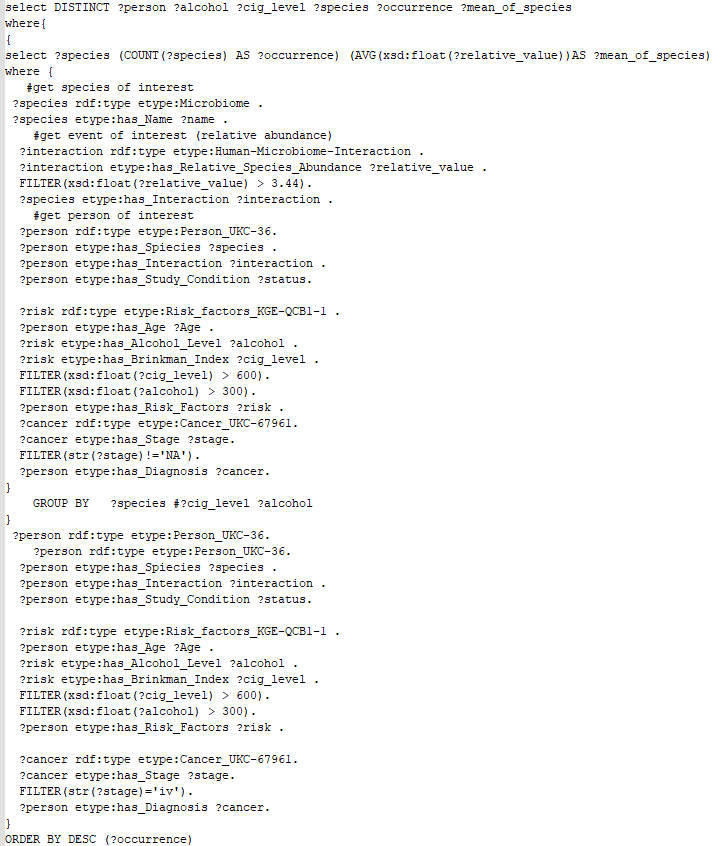 select DISTINCT ?person ?alcohol ?cig_level ?species ?occurrence ?mean_of_species
where{
{
select ?species (COUNT(?species) AS ?occurrence) (AVG(xsd:float(?relative_value))AS ?mean_of_species)
where {
#get species of interest
?species rdf:type etype:Microbiome .
?species etype:has_Name ?name .
#get event of interest (relative abundance)
?interaction rdf:type etype:Human-Microbiome-Interaction .
?interaction etype:has_Relative_Species_Abundance ?relative_value .
FILTER(xsd:float(?relative_value) > 3.44).
?species etype:has_Interaction ?interaction .
#get person of interest
?person rdf:type etype:Person_UKC-36.
?person etype:has_Spiecies ?species .
?person etype:has_Interaction ?interaction .
?person etype:has_Study_Condition ?status.
?risk rdf:type etype:Risk_factors_KGE-QCB1-1 .
?person etype:has_Age ?Age .
?risk etype:has_Alcohol_Level ?alcohol .
?risk etype:has_Brinkman_Index ?cig_level .
FILTER(xsd:float(?cig_level) > 600).
FILTER(xsd:float(?alcohol) > 300).
?person etype:has_Risk_Factors ?risk .
?cancer rdf:type etype:Cancer_UKC-67961.
?cancer etype:has_Stage ?stage.
FILTER(str(?stage)!='NA').
?person etype:has_Diagnosis ?cancer.
}
GROUP BY ?species #?cig_level ?alcohol
}
?person rdf:type etype:Person_UKC-36.
?person rdf:type etype:Person_UKC-36.
?person etype:has_Spiecies ?species .
?person etype:has_Interaction ?interaction .
?person etype:has_Study_Condition ?status.
?risk rdf:type etype:Risk_factors_KGE-QCB1-1 .
?person etype:has_Age ?Age .
?risk etype:has_Alcohol_Level ?alcohol .
?risk etype:has_Brinkman_Index ?cig_level .
FILTER(xsd:float(?cig_level) > 600).
FILTER(xsd:float(?alcohol) > 300).
?person etype:has_Risk_Factors ?risk .
?cancer rdf:type etype:Cancer_UKC-67961.
?cancer etype:has_Stage ?stage.
FILTER(str(?stage)='iv').
?person etype:has_Diagnosis ?cancer.
}
ORDER BY DESC (?occurrence)